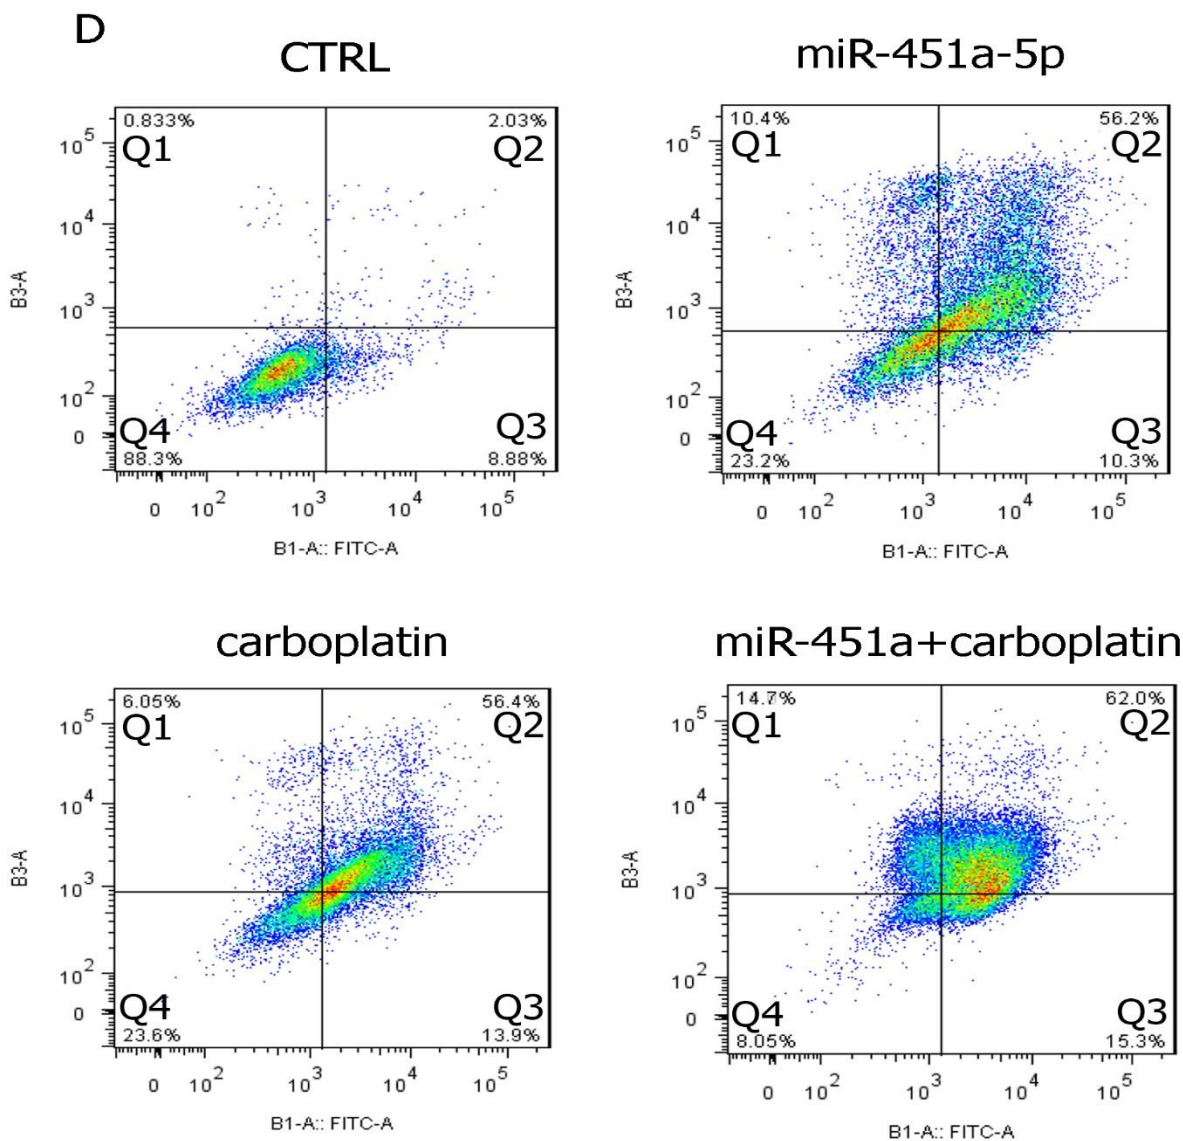 D
CTRL
miR-451a-5p
0.833%
2.03%
Q1
Q2
10^5
10^4
10^3
10^2
0
B3-A
Q4
Q3
88.3%
8.88%
0 10^2 10^3 10^4 10^5
B1-A:: FITC-A
10.4%
56.2%
Q1
Q2
10^5
10^4
10^3
10^2
0
B3-A
Q4
Q3
23.2%
10.3%
0 10^2 10^3 10^4 10^5
B1-A:: FITC-A
carboplatin
miR-451a+carboplatin
6.05%
56.4%
Q1
Q2
10^5
10^4
10^3
10^2
0
B3-A
Q4
Q3
23.6%
13.9%
0 10^2 10^3 10^4 10^5
B1-A:: FITC-A
14.7%
62.0%
Q1
Q2
10^5
10^4
10^3
10^2
0
B3-A
Q4
Q3
8.05%
15.3%
0 10^2 10^3 10^4 10^5
B1-A:: FITC-A